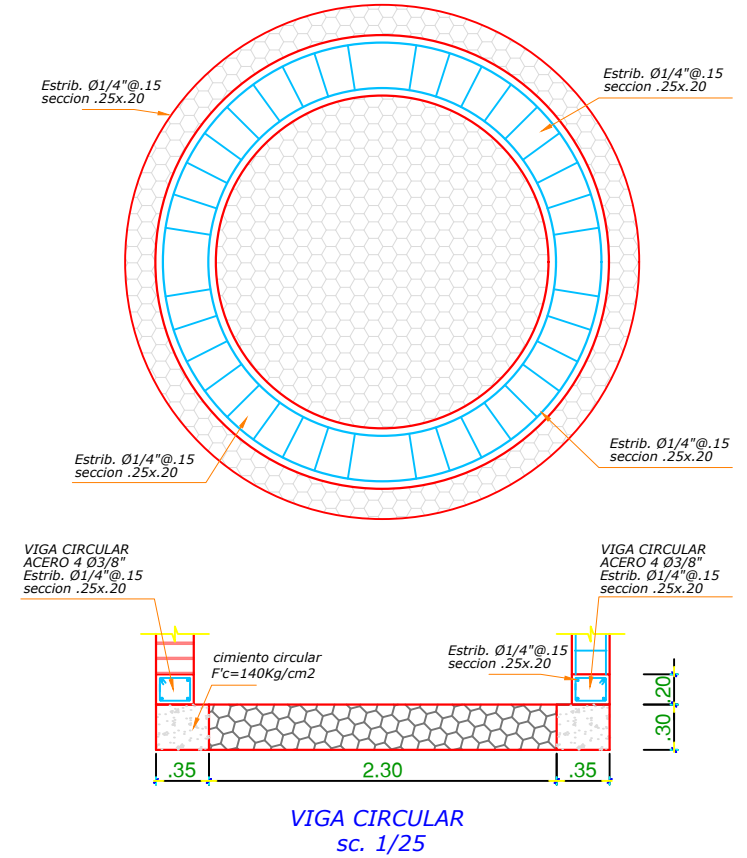 Estrib. Ø1/4"@.15
seccion .25x.20
Estrib. Ø1/4"@.15
seccion .25x.20
Estrib. Ø1/4"@.15
seccion .25x.20
Estrib. Ø1/4"@.15
seccion .25x.20
VIGA CIRCULAR
ACERO 4 Ø3/8"
Estrib. Ø1/4"@.15
seccion .25x.20
VIGA CIRCULAR
ACERO 4 Ø3/8"
Estrib. Ø1/4"@.15
seccion .25x.20
cimiento circular
F'c=140Kg/cm2
Estrib. Ø1/4"@.15
seccion .25x.20
.20
.30
.35
2.30
.35
VIGA CIRCULAR
sc. 1/25